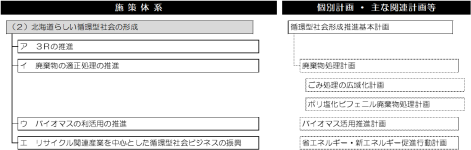 施策体系
個別計画・主な関連計画等
（２）北海道らしい循環型社会の形成
循環型社会形成推進基本計画
ア　３Ｒの推進
イ　廃棄物の適正処理の推進
廃棄物処理計画
ごみ処理の広域化計画
ポリ塩化ビフェニル廃棄物処理計画
ウ　バイオマスの利活用の推進
バイオマス活用推進計画
エ　リサイクル関連産業を中心とした循環型社会ビジネスの振興
省エネルギー・新エネルギー促進行動計画